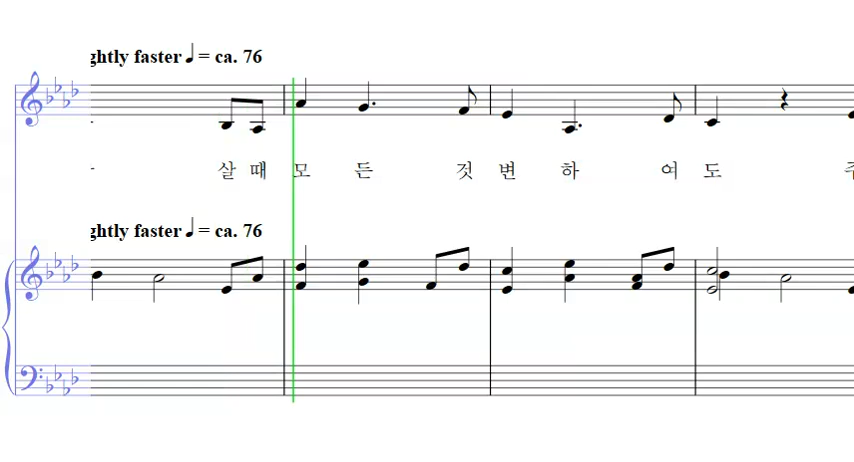 ghtly faster ♩ = ca. 76
- 살 때 모 든 것 변 하 여 도
ghtly faster ♩ = ca. 76